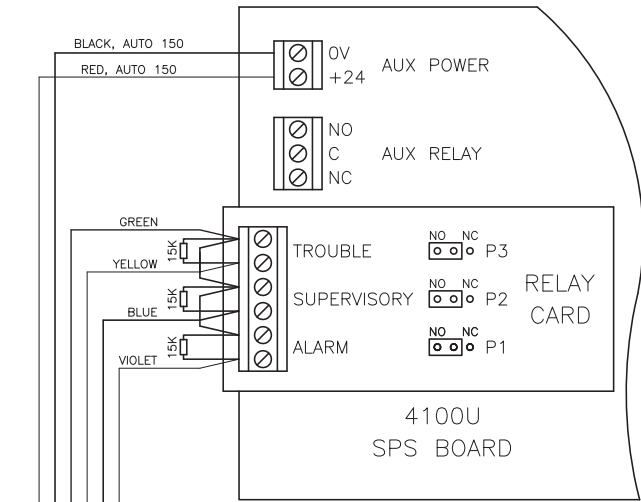 BLACK, AUTO 150
0V
AUX POWER
RED, AUTO 150
+24
NO
C
AUX RELAY
NC
GREEN
15K
TROUBLE
NO NC
P3
YELLOW
15K
SUPERVISORY
NO NC
P2
RELAY
CARD
BLUE
15K
ALARM
NO NC
P1
VIOLET
4100U
SPS BOARD